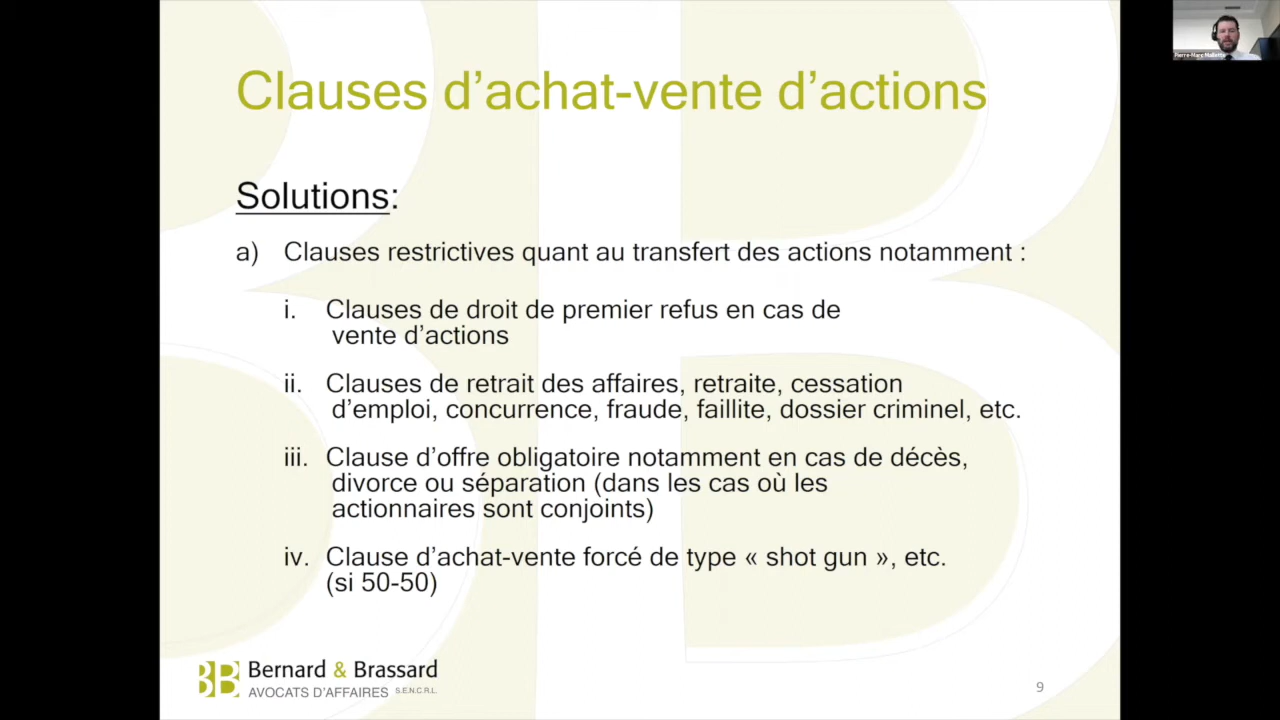 Clauses d’achat-vente d’actions
Solutions:
a) Clauses restrictives quant au transfert des actions notamment :
i. Clauses de droit de premier refus en cas de
vente d’actions
ii. Clauses de retrait des affaires, retraite, cessation
d’emploi, concurrence, fraude, faillite, dossier criminel, etc.
iii. Clause d’offre obligatoire notamment en cas de décès,
divorce ou séparation (dans les cas où les
actionnaires sont conjoints)
iv. Clause d’achat-vente forcé de type « shot gun », etc.
(si 50-50)
BB Bernard & Brassard
AVOCATS D’AFFAIRES S.E.N.C.R.L.
9
Pierre-Marc Mallette